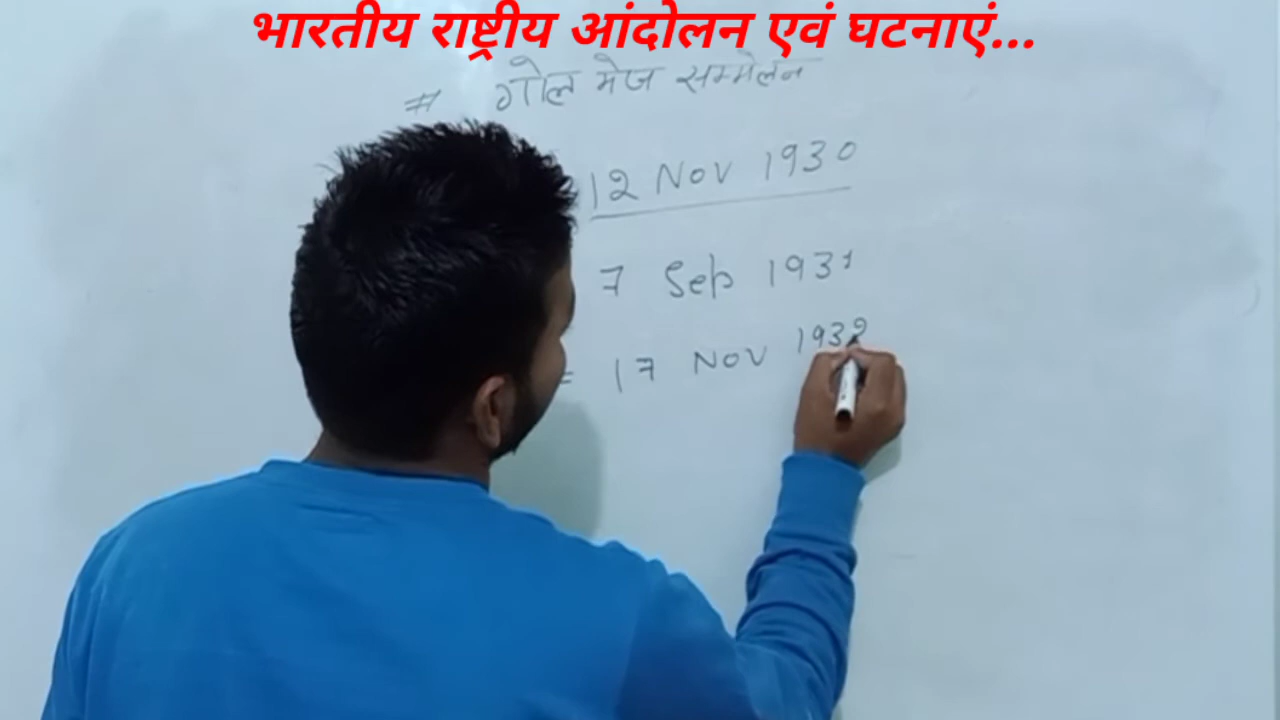 भारतीय राष्ट्रीय आंदोलन एवं घटनाएं...
# गोल मेज सम्मेलन
12 Nov 1930
7 Sep 1931
= 17 Nov 1932